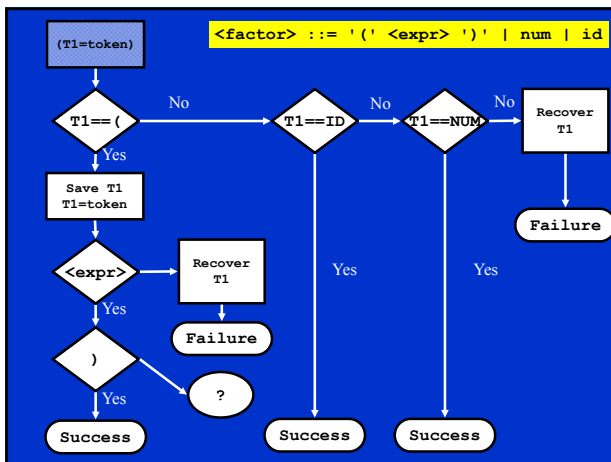 <factor> ::= '(' <expr> ')' | num | id
(T1=token)
T1==(
No
T1==ID
No
T1==NUM
No
Recover
T1
Yes
Save T1
T1=token
Failure
<expr>
Recover
T1
Yes
Yes
Yes
Failure
)
?
Yes
Success
Success
Success